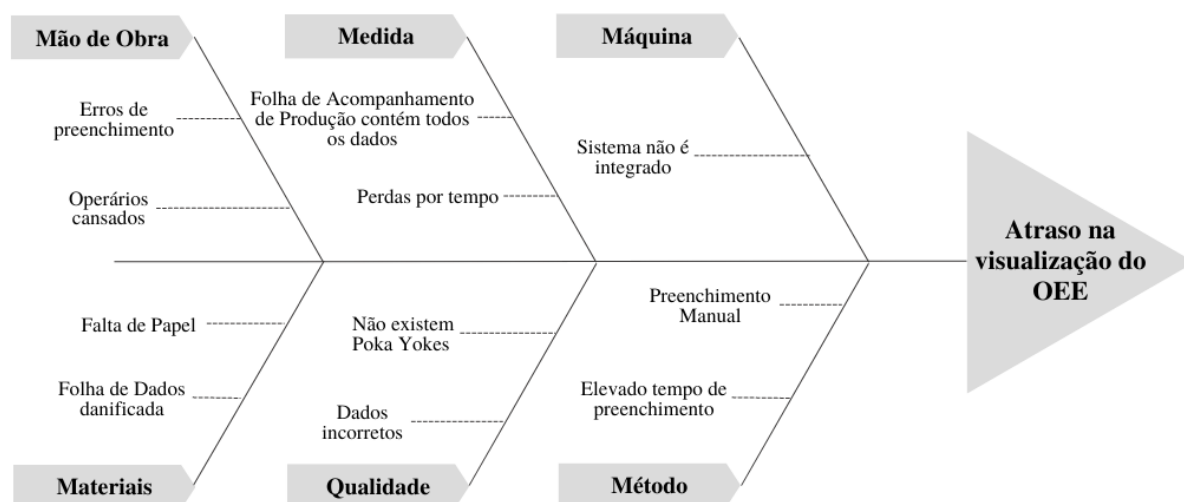 Mão de Obra
Medida
Máquina
Erros de
preenchimento
Operários
cansados
Folha de Acompanhamento
de Produção contém todos
os dados
Perdas por tempo
Sistema não é
integrado
Atraso na
visualização do
OEE
Falta de Papel
Folha de Dados
danificada
Não existem
Poka Yokes
Dados
incorretos
Preenchimento
Manual
Elevado tempo de
preenchimento
Materiais
Qualidade
Método